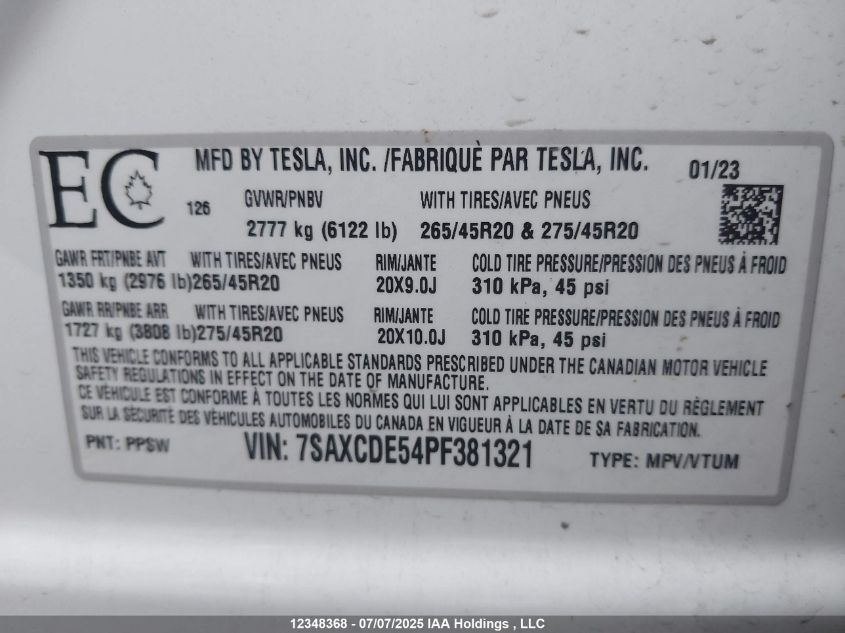 EC
MFD BY TESLA, INC. /FABRIQUÈ PAR TESLA, INC. 01/23
126
GVWR/PNBV WITH TIRES/AVEC PNEUS
2777 kg (6122 lb) 265/45R20 & 275/45R20
GAWR FRT/PNBE AVT WITH TIRES/AVEC PNEUS RIM/JANTE COLD TIRE PRESSURE/PRESSION DES PNEUS À FROID
1350 kg (2976 lb)265/45R20 20X9.0J 310 kPa, 45 psi
GAWR RR/PNBE ARR WITH TIRES/AVEC PNEUS RIM/JANTE COLD TIRE PRESSURE/PRESSION DES PNEUS À FROID
1727 kg (3808 lb)275/45R20 20X10.0J 310 kPa, 45 psi
THIS VEHICLE CONFORMS TO ALL APPLICABLE STANDARDS PRESCRIBED UNDER THE CANADIAN MOTOR VEHICLE
SAFETY REGULATIONS IN EFFECT ON THE DATE OF MANUFACTURE.
CE VÉHICULE EST CONFORME À TOUTES LES NORMES QUI LUI SONT APPLICABLES EN VERTU DU RÈGLEMENT
SUR LA SÉCURITÉ DES VÉHICULES AUTOMOBILES DU CANADA EN VIGUEUR À LA DATE DE SA FABRICATION.
PNT: PPSW VIN: 7SAXCDE54PF381321 TYPE: MPV/VTUM
12348368 - 07/07/2025 IAA Holdings , LLC